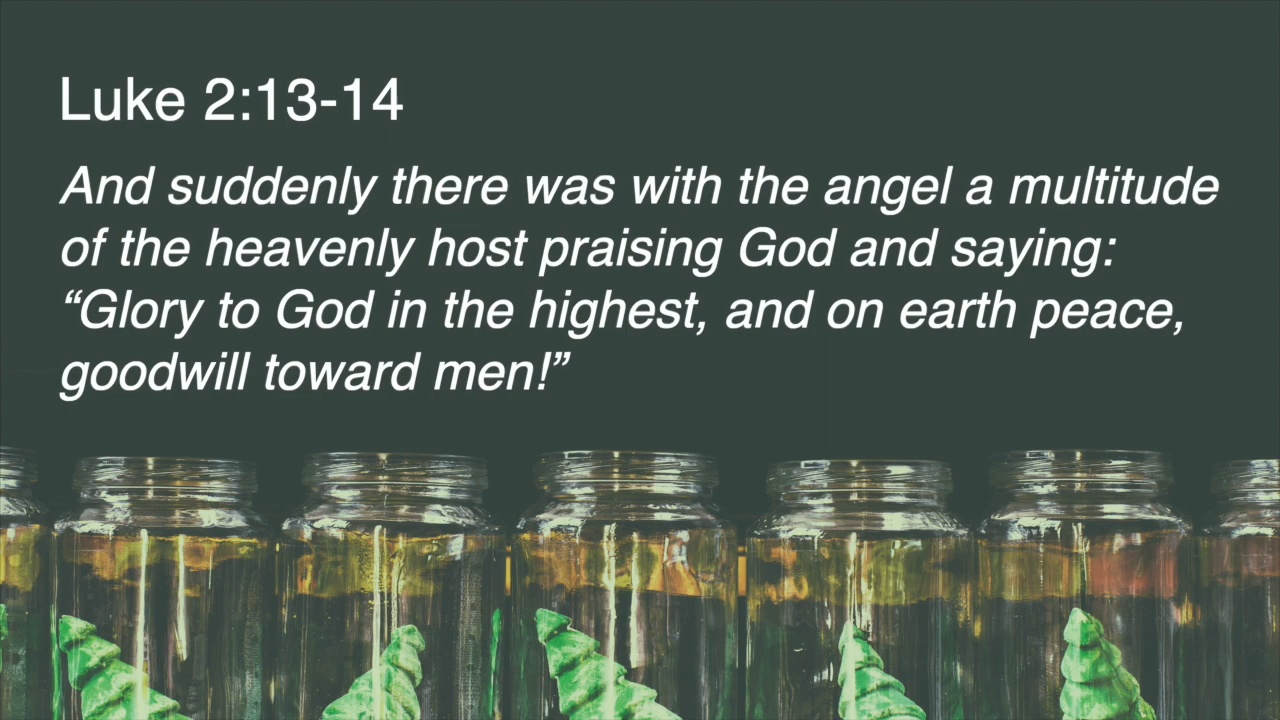 Luke 2:13-14
And suddenly there was with the angel a multitude
of the heavenly host praising God and saying:
“Glory to God in the highest, and on earth peace,
goodwill toward men!”